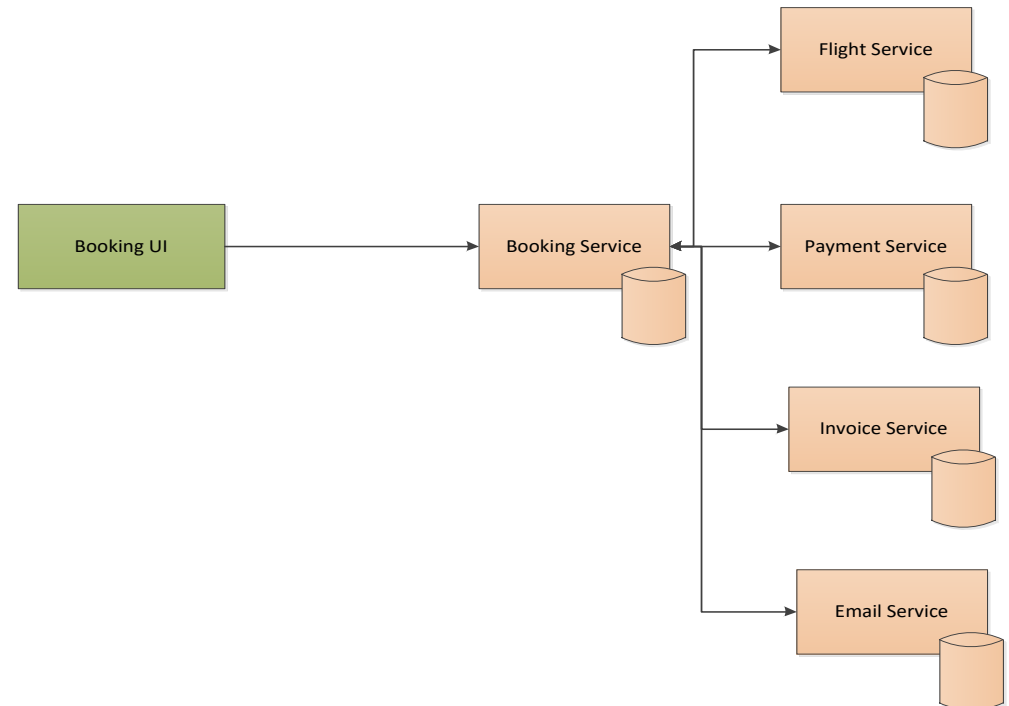 Flight Service
Booking UI
Booking Service
Payment Service
Invoice Service
Email Service